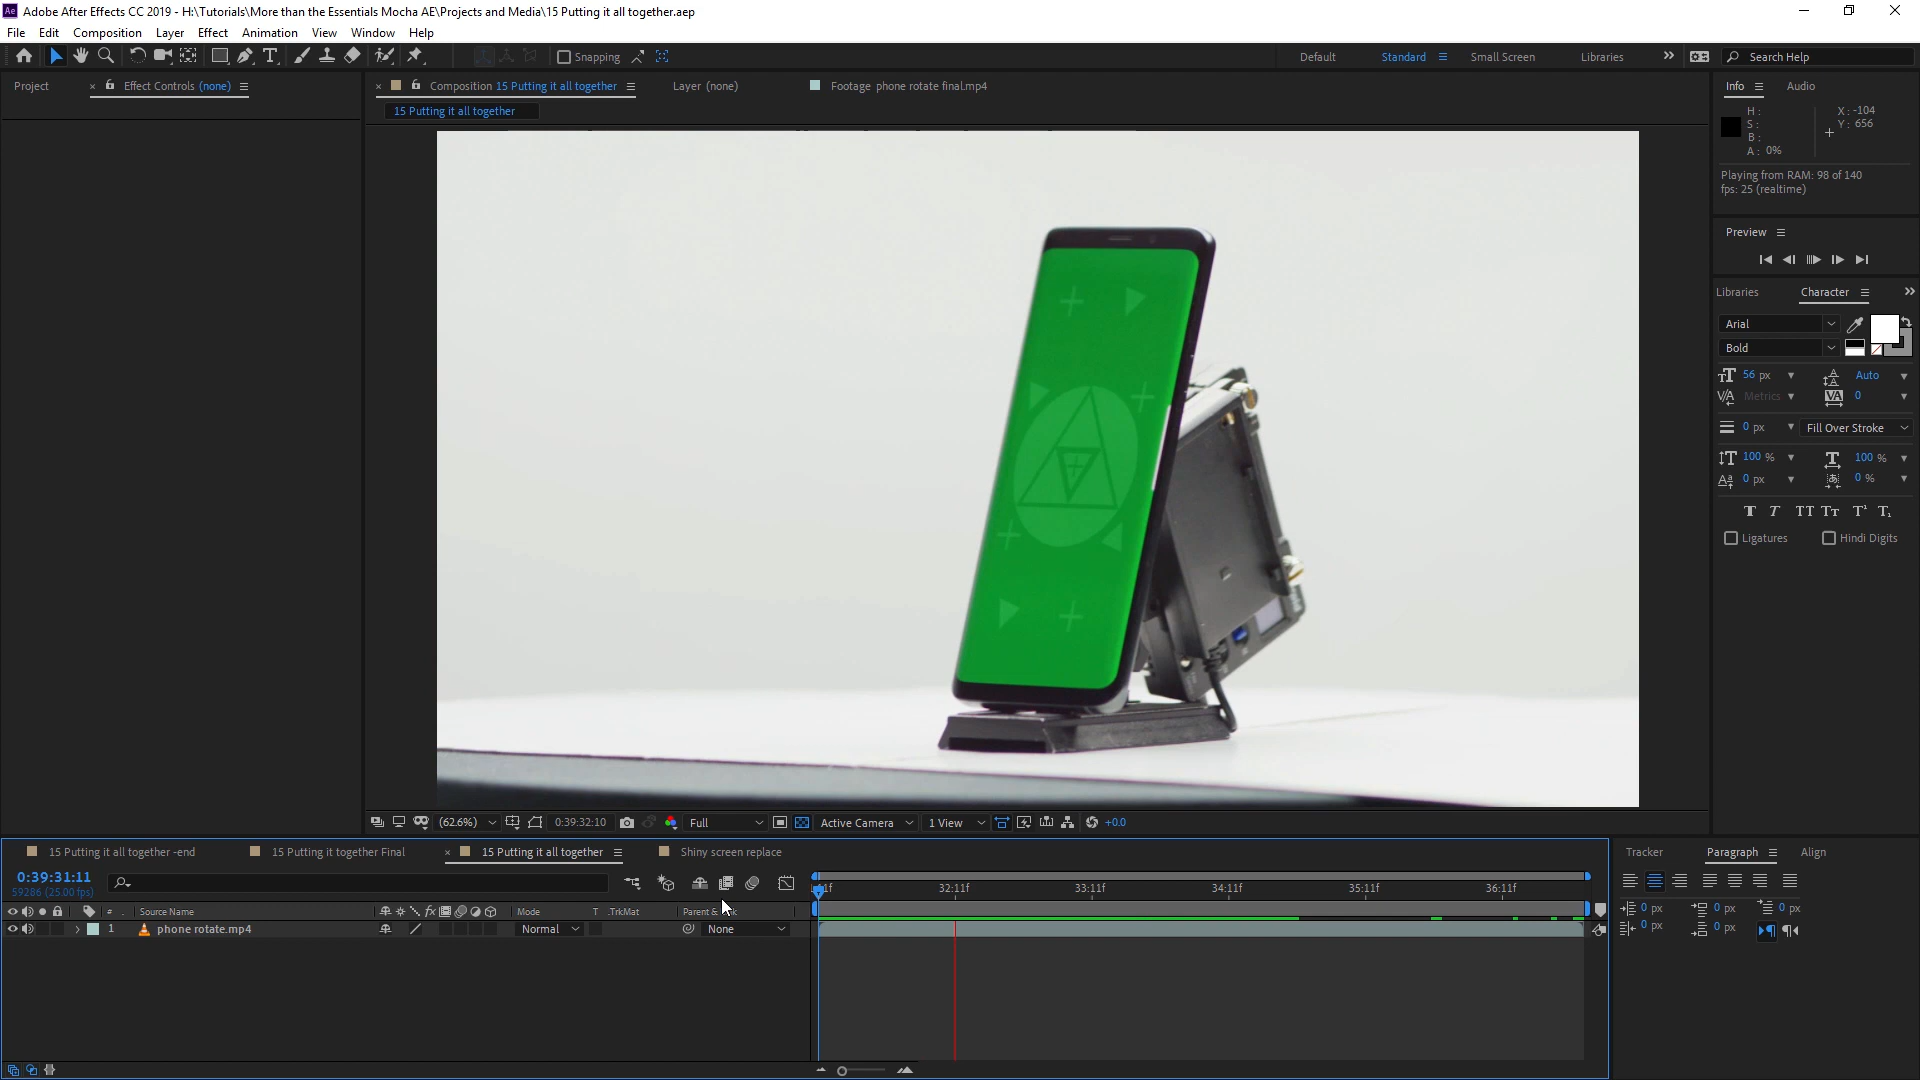 Adobe After Effects CC 2019 - H:\Tutorials\More than the Essentials Mocha AE\Projects and Media\15 Putting it all together.aep
File Edit Composition Layer Effect Animation View Window Help
Snapping Default Standard Small Screen Libraries Search Help
Project Effect Controls (none) Composition 15 Putting it all together Layer (none) Footage phone rotate final.mp4 Info Audio
15 Putting it all together
H: X: -104
S: Y: 656
B:
A: 0%
Playing from RAM: 98 of 140
fps: 25 (realtime)
Preview
Libraries Character
Arial
Bold
56 px Auto
Metrics 0
0 px Fill Over Stroke
100 % 100 %
0 px 0 %
Ligatures Hindi Digits
(62.6%) 0:39:32:10 Full Active Camera 1 View +0.0
15 Putting it all together -end 15 Putting it together Final 15 Putting it all together Shiny screen replace Tracker Paragraph Align
0:39:31:11
59286 (25.00 fps)
32:11f 33:11f 34:11f 35:11f 36:11f
# Source Name Mode T .TrkMat Parent &
1 phone rotate.mp4 Normal None
0 px 0 px 0 px
0 px 0 px